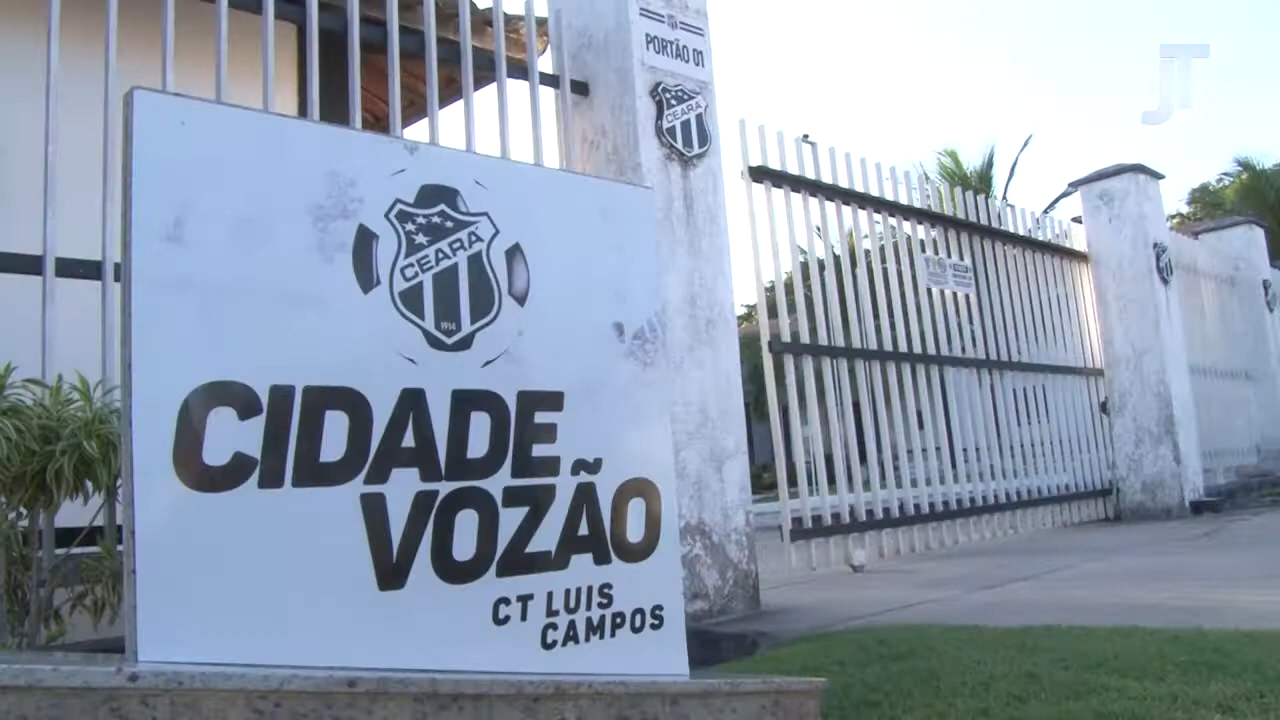 PORTÃO 01
CEARÁ
JT
CEARÁ
1914
CIDADE
VOZÃO
CT LUIS
CAMPOS